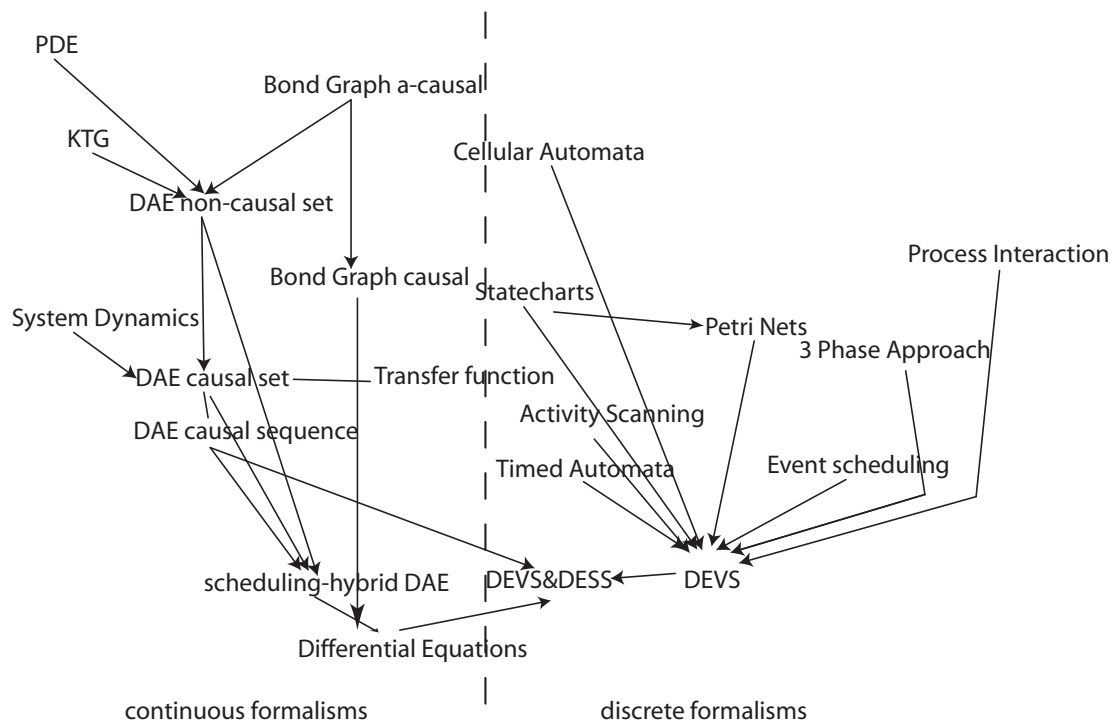 PDE
Bond Graph a-causal
KTG
Cellular Automata
DAE non-causal set
Process Interaction
Bond Graph causal
Statecharts
System Dynamics
Petri Nets
3 Phase Approach
DAE causal set
Transfer function
Activity Scanning
DAE causal sequence
Timed Automata
Event scheduling
scheduling-hybrid DAE
DEVS&DESS
DEVS
Differential Equations
continuous formalisms
discrete formalisms